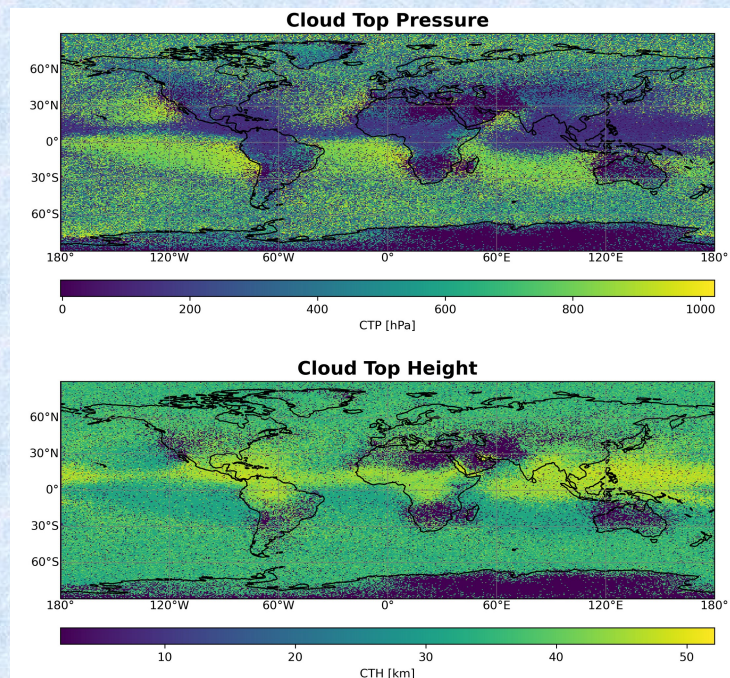 Cloud Top Pressure
60°N
30°N
0°
30°S
60°S
180° 120°W 60°W 0° 60°E 120°E 180°
0 200 400 600 800 1000
CTP [hPa]
Cloud Top Height
60°N
30°N
0°
30°S
60°S
180° 120°W 60°W 0° 60°E 120°E 180°
10 20 30 40 50
CTH [km]